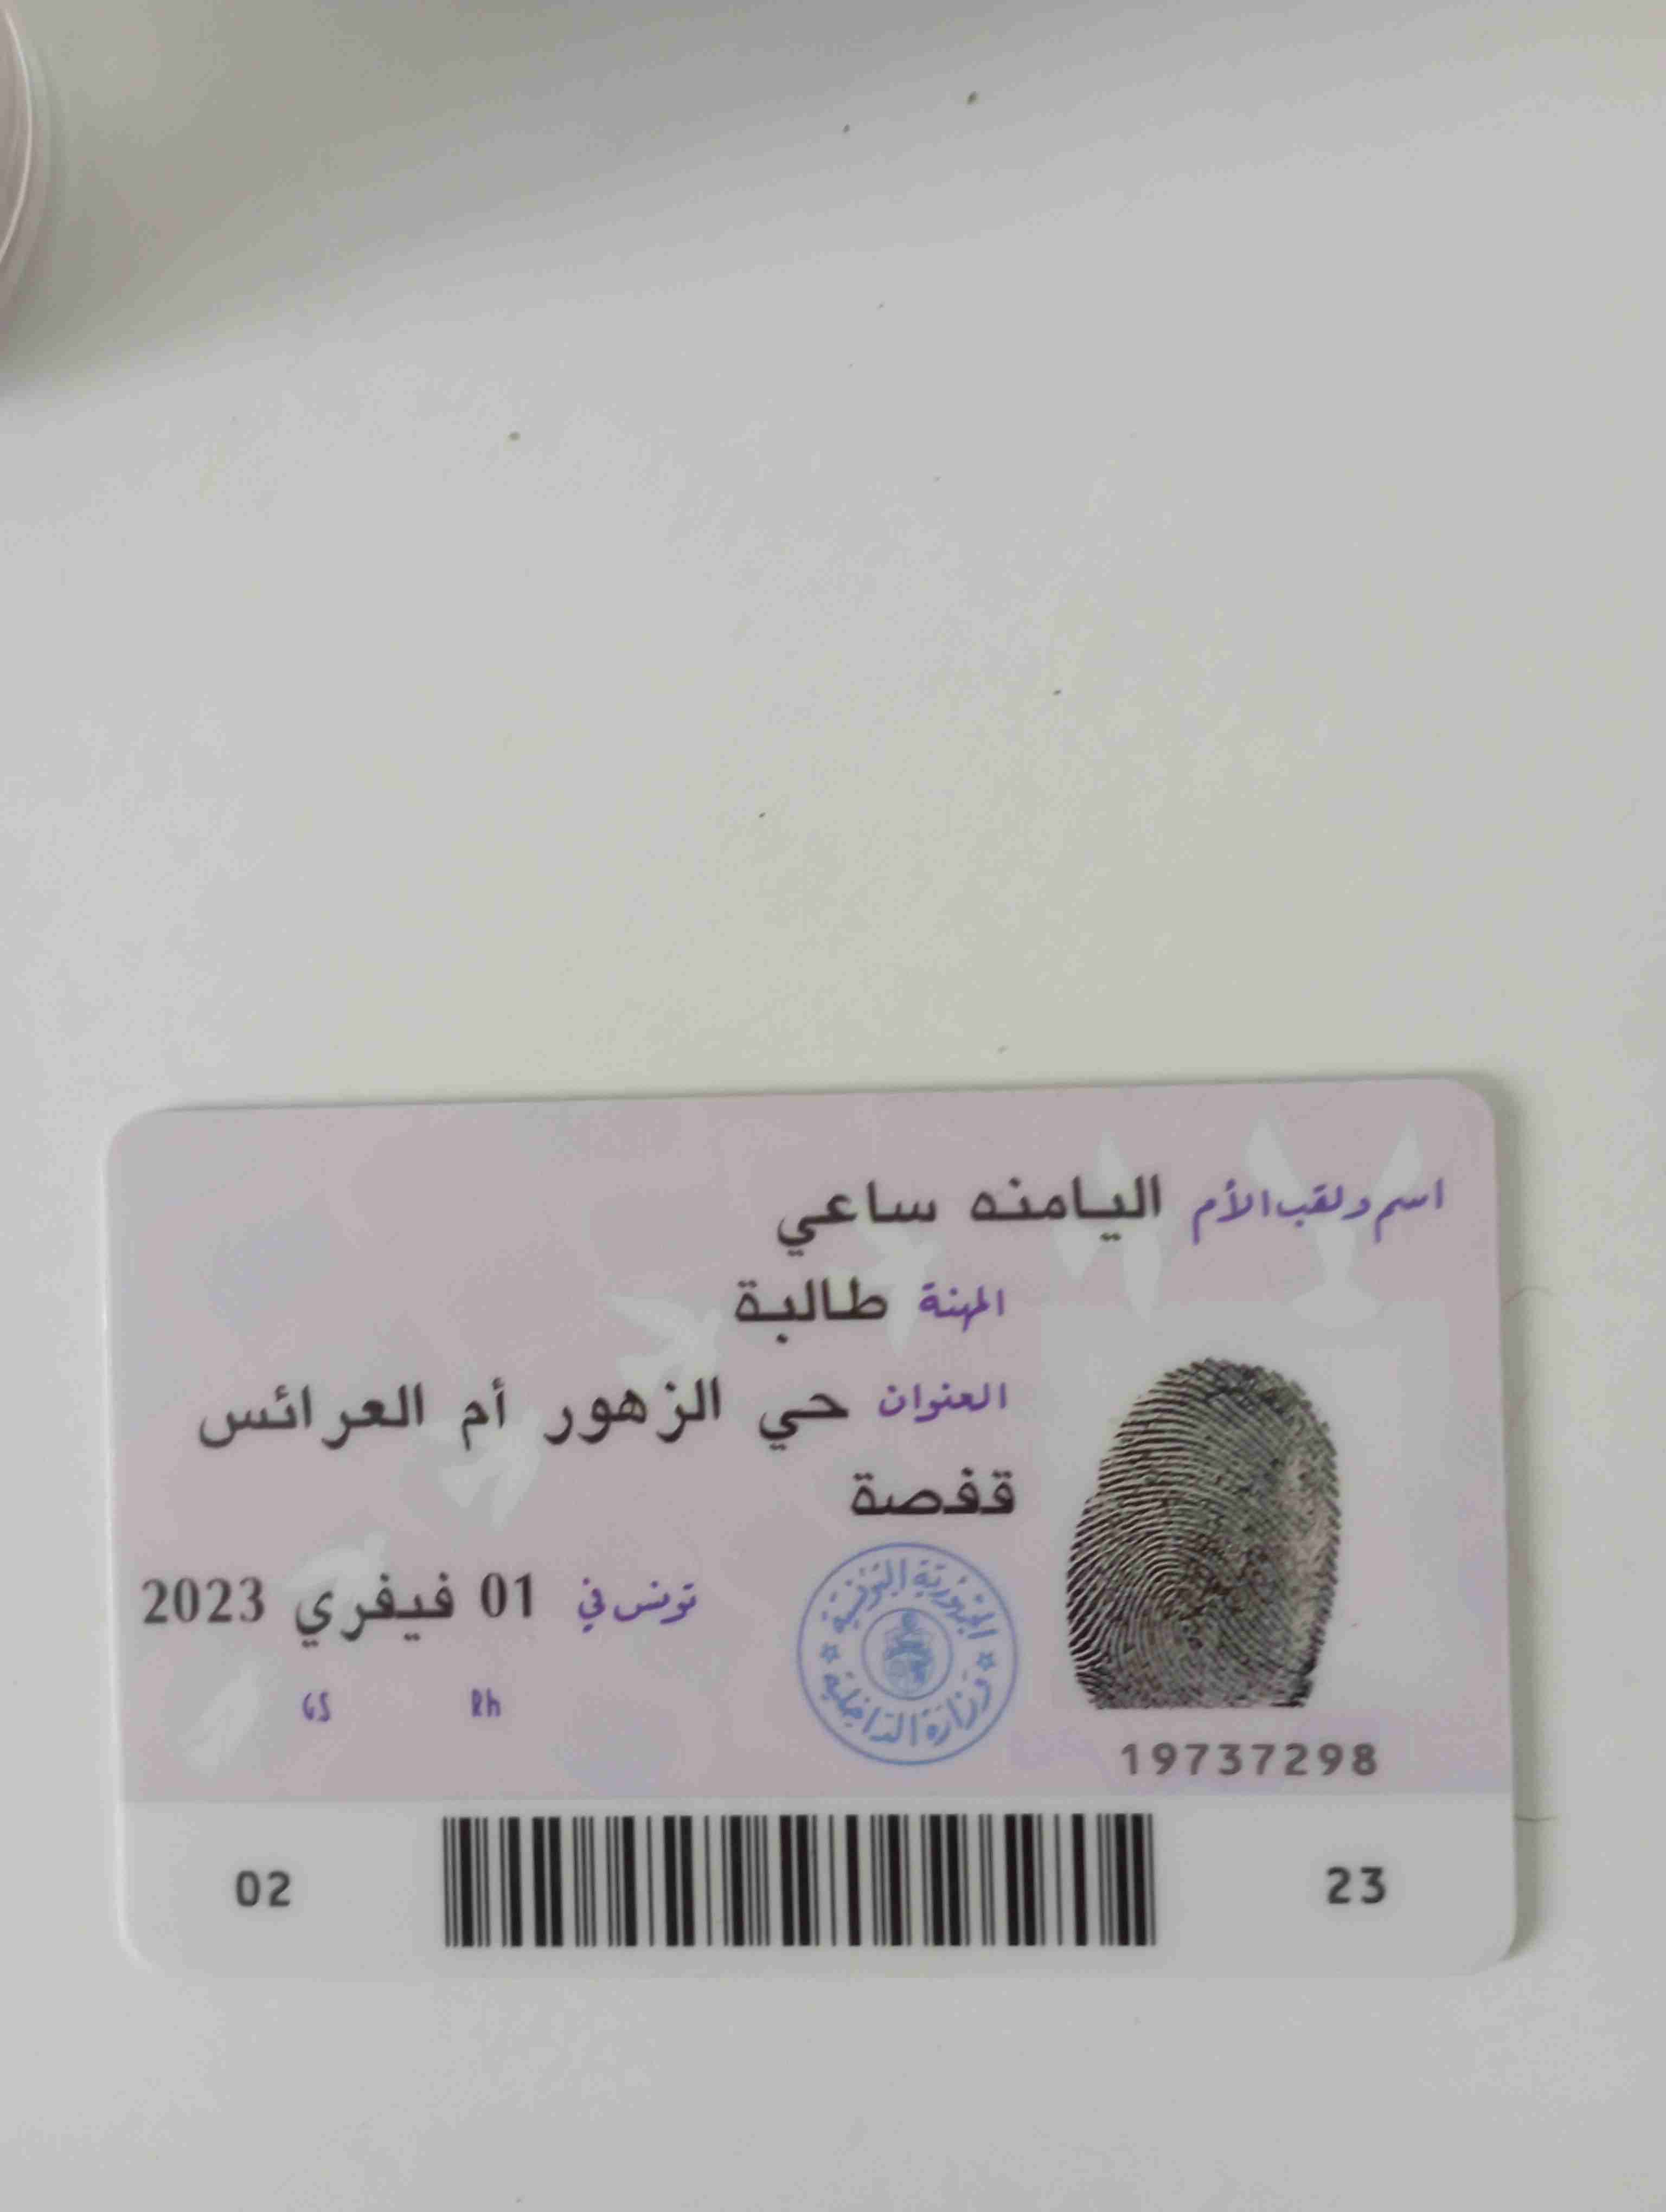 اسم ولقب الأم اليامنه ساعي
المهنة طالبة
العنوان حي الزهور أم العرائس
قفصة
تونس في 01 فيفري 2023
الجمهورية التونسية
وزارة الداخلية
GS Rh
19737298
02 23